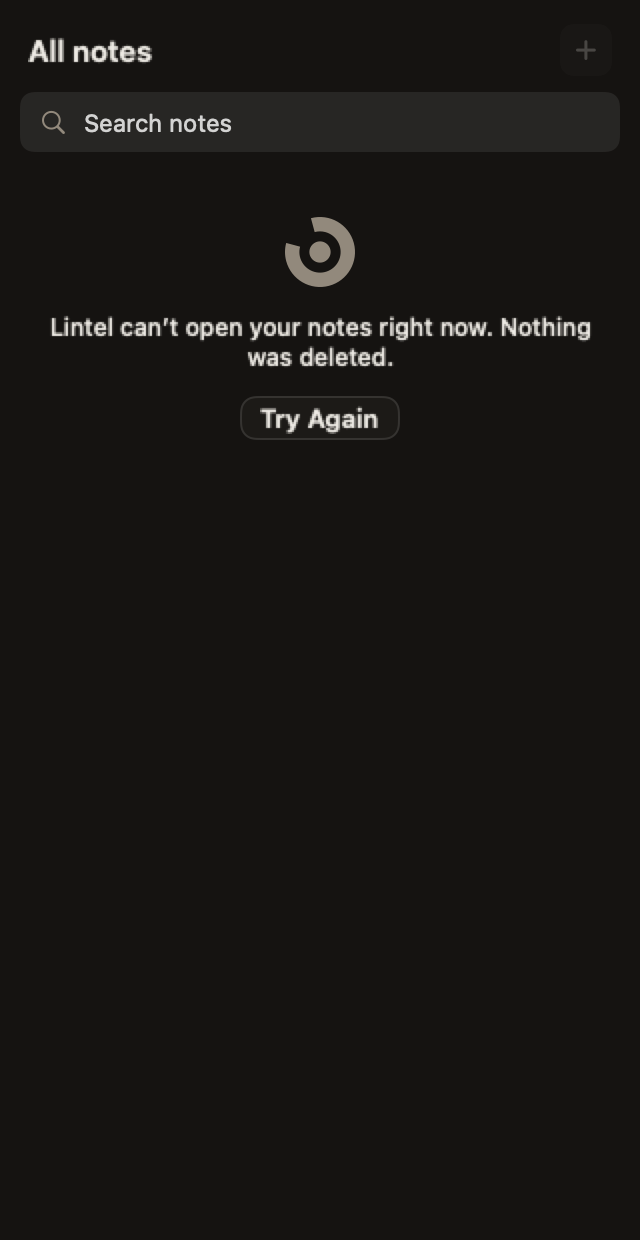 All notes
Search notes
Lintel can’t open your notes right now. Nothing
was deleted.
Try Again